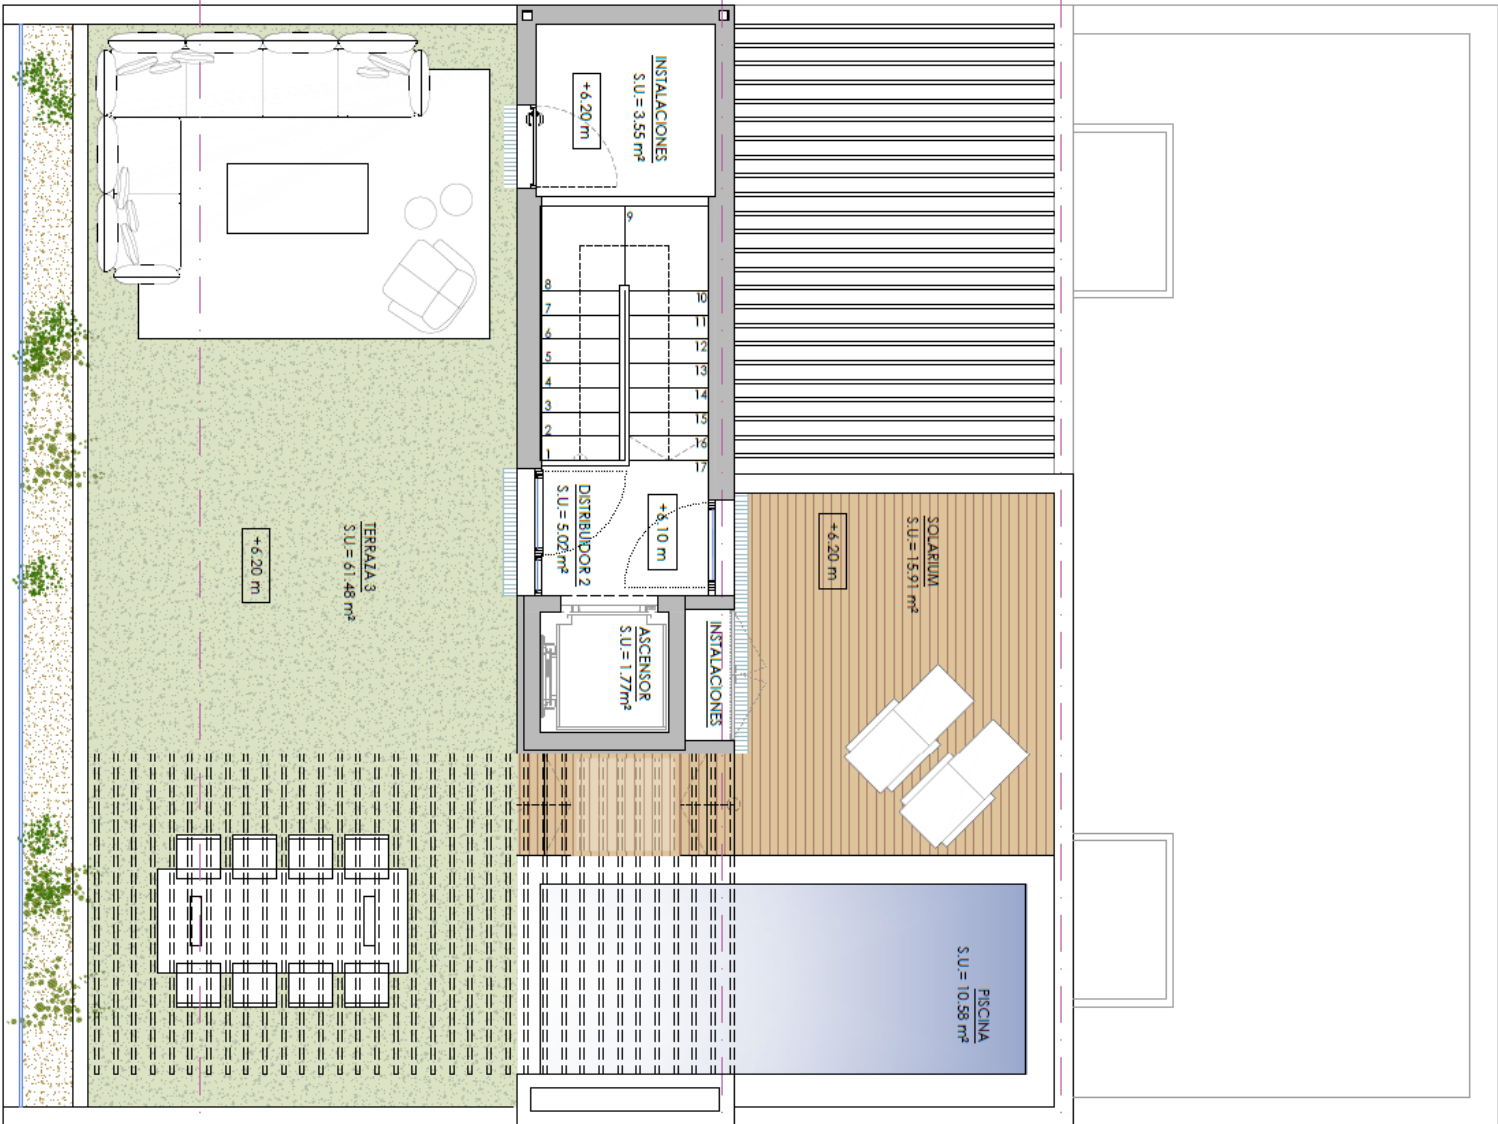 INSTALACIONES
S.U.= 3.55 m²
+6.20 m
9
8
7
6
5
4
3
2
1
10
11
12
13
14
15
16
17
DISTRIBUIDOR 2
S.U.= 5.02 m²
+6.10 m
TERRAZA 3
S.U.= 61.48 m²
+6.20 m
SOLARIUM
S.U.= 15.91 m²
+6.20 m
ASCENSOR
S.U.= 1.77m²
INSTALACIONES
PISCINA
S.U.= 10.58 m²